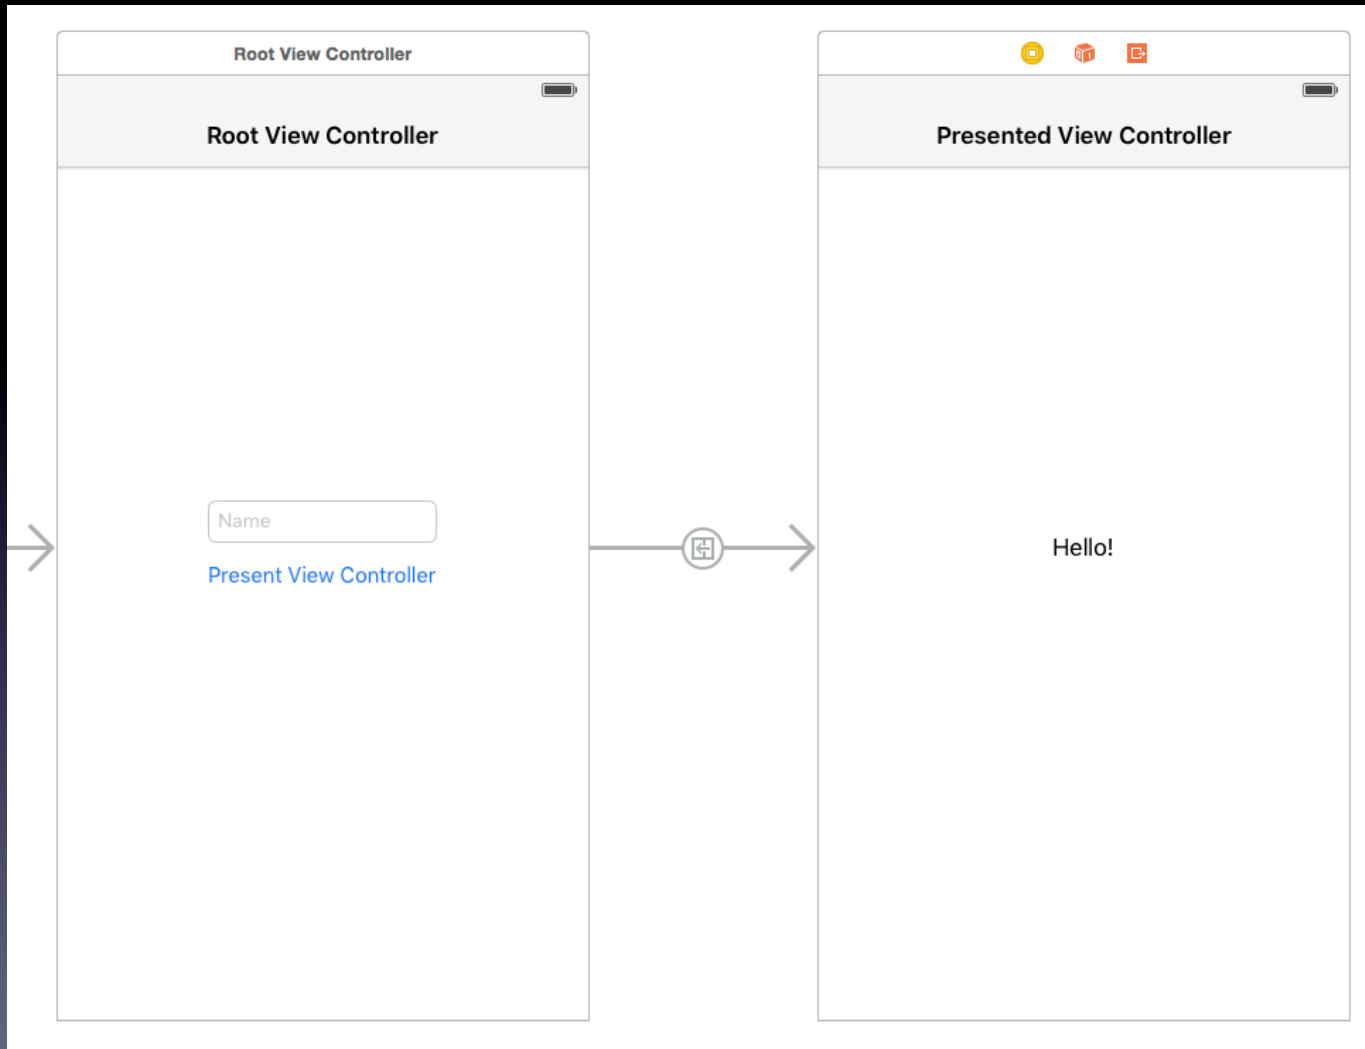 Root View Controller
Root View Controller
Name
Present View Controller
Presented View Controller
Hello!